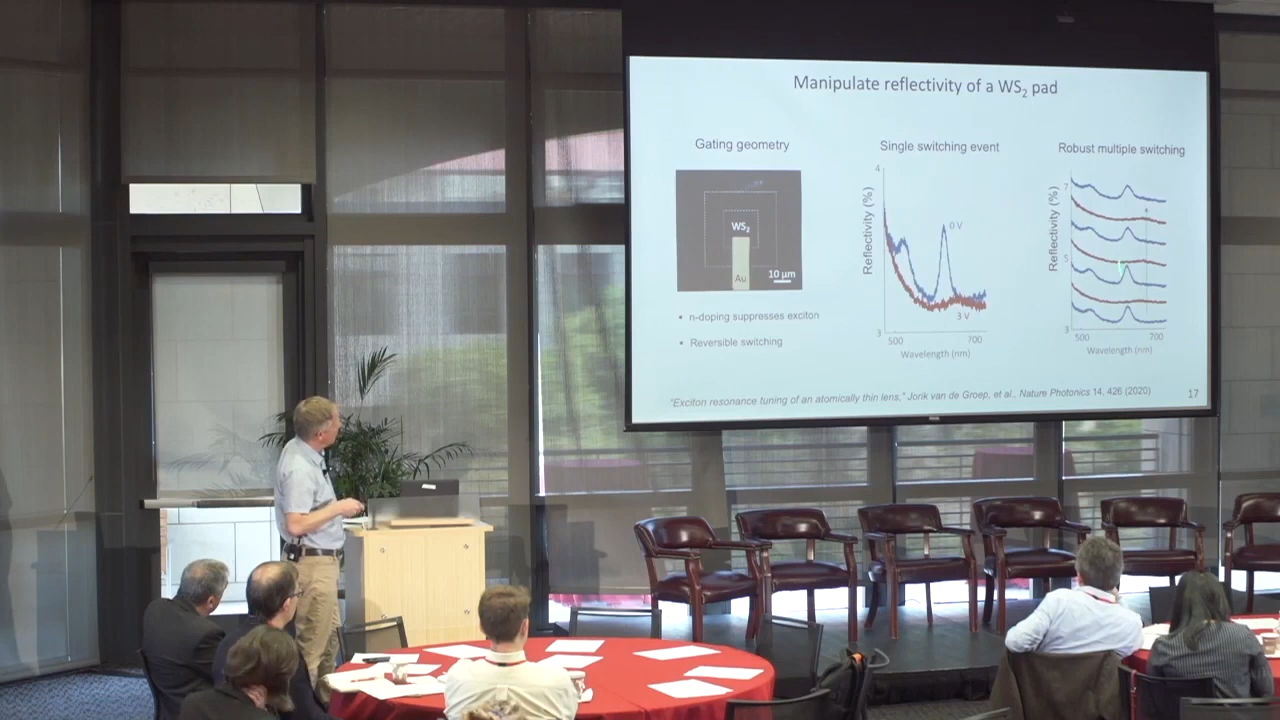 Manipulate reflectivity of a WS₂ pad
Gating geometry
WS₂
Au
10 µm
▪ n-doping suppresses exciton
▪ Reversible switching
Single switching event
4
Reflectivity (%)
0 V
3 V
3
500 700
Wavelength (nm)
Robust multiple switching
7
Reflectivity (%)
5
3
500 700
Wavelength (nm)
"Exciton resonance tuning of an atomically thin lens," Jorik van de Groep, et al., Nature Photonics 14, 426 (2020)
17